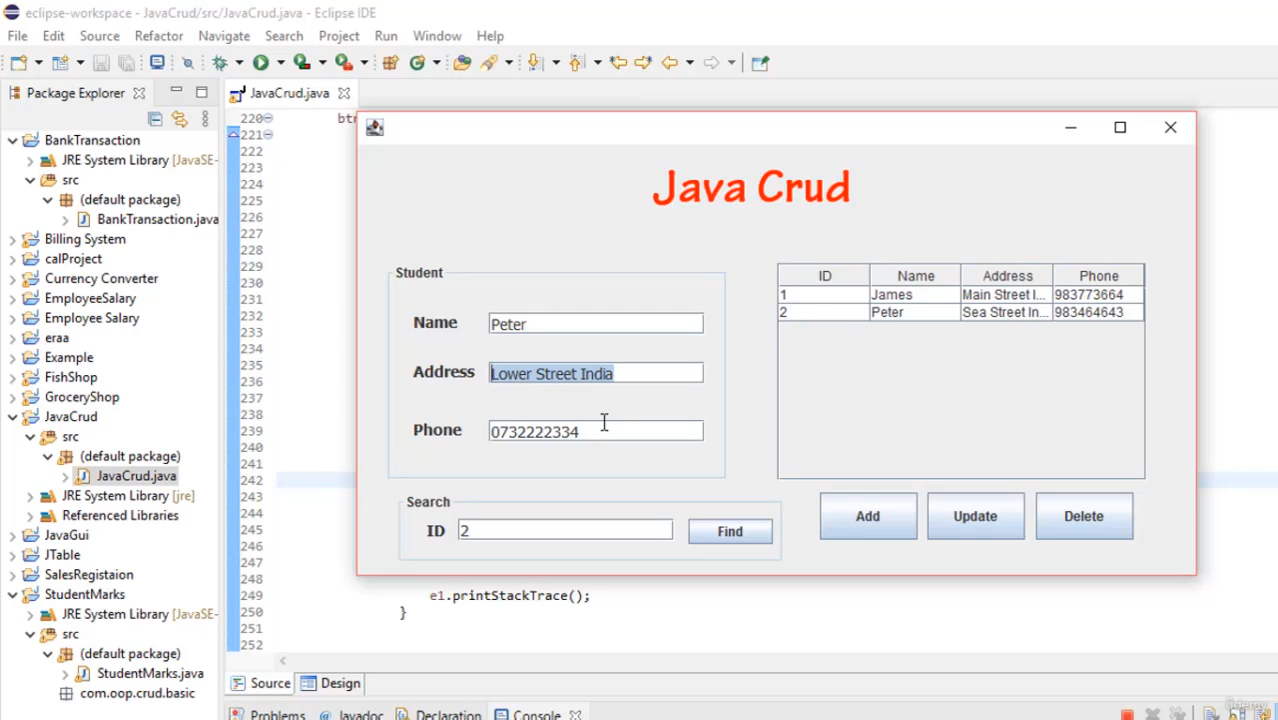 eclipse-workspace - JavaCrud/src/JavaCrud.java - Eclipse IDE
File Edit Source Refactor Navigate Search Project Run Window Help
Package Explorer
JavaCrud.java
BankTransaction
JRE System Library [JavaSE-
src
(default package)
BankTransaction.java
Billing System
calProject
Currency Converter
EmployeeSalary
Employee Salary
eraa
Example
FishShop
GroceryShop
JavaCrud
src
(default package)
JavaCrud.java
JRE System Library [jre]
Referenced Libraries
JavaGui
JTable
SalesRegistaion
StudentMarks
JRE System Library [JavaSE-
src
(default package)
StudentMarks.java
com.oop.crud.basic
220 btn
221
222
223
224
225
226
227
228
229
230
231
232
233
234
235
236
237
238
239
240
241
242
243
244
245
246
247
248
249 e1.printStackTrace();
250 }
251
252
Java Crud
Student
Name Peter
Address Lower Street India
Phone 0732222334
Search
ID 2 Find
ID Name Address Phone
1 James Main Street I... 983773664
2 Peter Sea Street In... 983464643
Add Update Delete
Source Design
Problems Javadoc Declaration Console
udemy